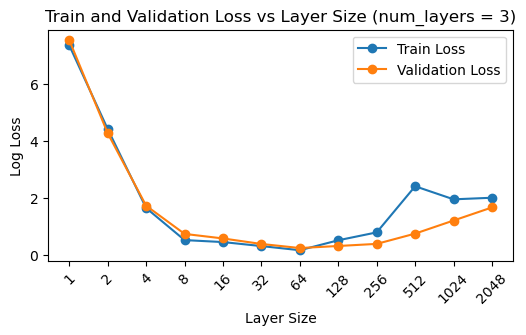 Train and Validation Loss vs Layer Size (num_layers = 3)
Train Loss
Validation Loss
Log Loss
6
4
2
0
1 2 4 8 16 32 64 128 256 512 1024 2048
Layer Size